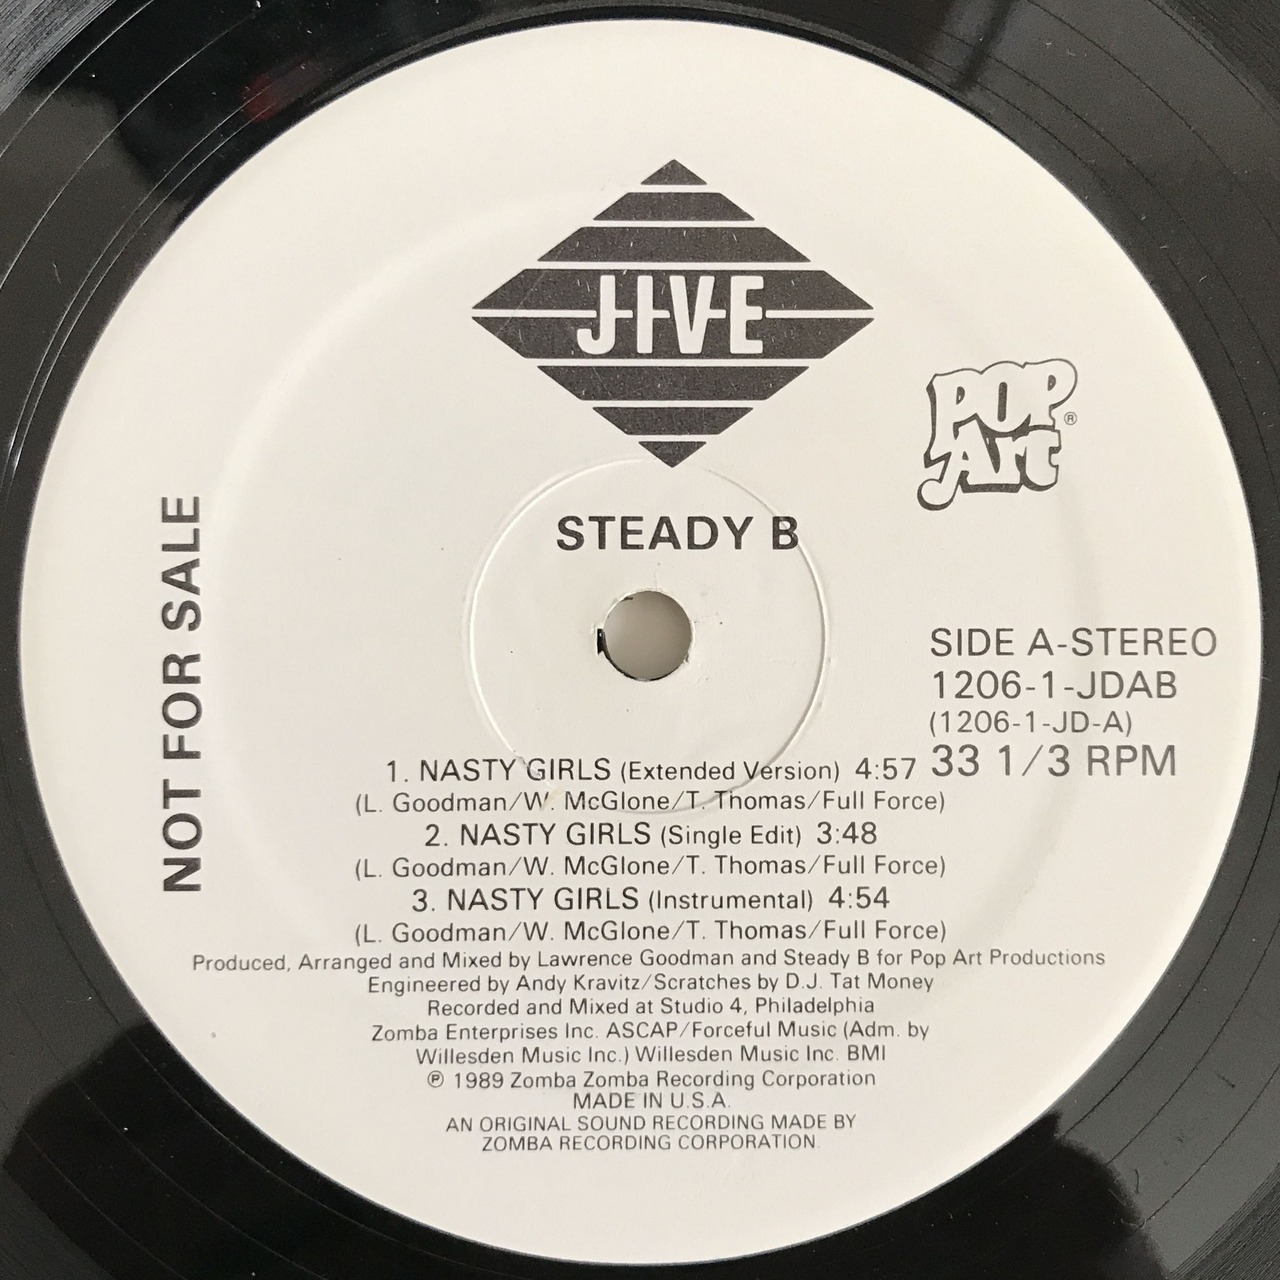 JIVE
POP
Art®
STEADY B
NOT FOR SALE
SIDE A-STEREO
1206-1-JDAB
(1206-1-JD-A)
33 1/3 RPM
1. NASTY GIRLS (Extended Version) 4:57
(L. Goodman/W. McGlone/T. Thomas/Full Force)
2. NASTY GIRLS (Single Edit) 3:48
(L. Goodman/W. McGlone/T. Thomas/Full Force)
3. NASTY GIRLS (Instrumental) 4:54
(L. Goodman/W. McGlone/T. Thomas/Full Force)
Produced, Arranged and Mixed by Lawrence Goodman and Steady B for Pop Art Productions
Engineered by Andy Kravitz/Scratches by D.J. Tat Money
Recorded and Mixed at Studio 4, Philadelphia
Zomba Enterprises Inc. ASCAP/Forceful Music (Adm. by
Willesden Music Inc.) Willesden Music Inc. BMI
℗ 1989 Zomba Zomba Recording Corporation
MADE IN U.S.A.
AN ORIGINAL SOUND RECORDING MADE BY
ZOMBA RECORDING CORPORATION.